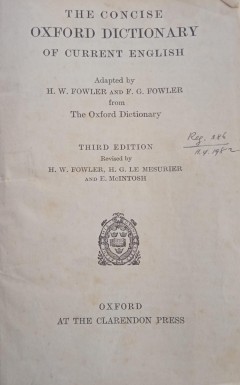 THE CONCISE
OXFORD DICTIONARY
OF CURRENT ENGLISH
Adapted by
H. W. FOWLER AND F. G. FOWLER
from
The Oxford Dictionary
THIRD EDITION
Revised by
H. W. FOWLER, H. G. LE MESURIER
AND E. McINTOSH
OXFORD
AT THE CLARENDON PRESS